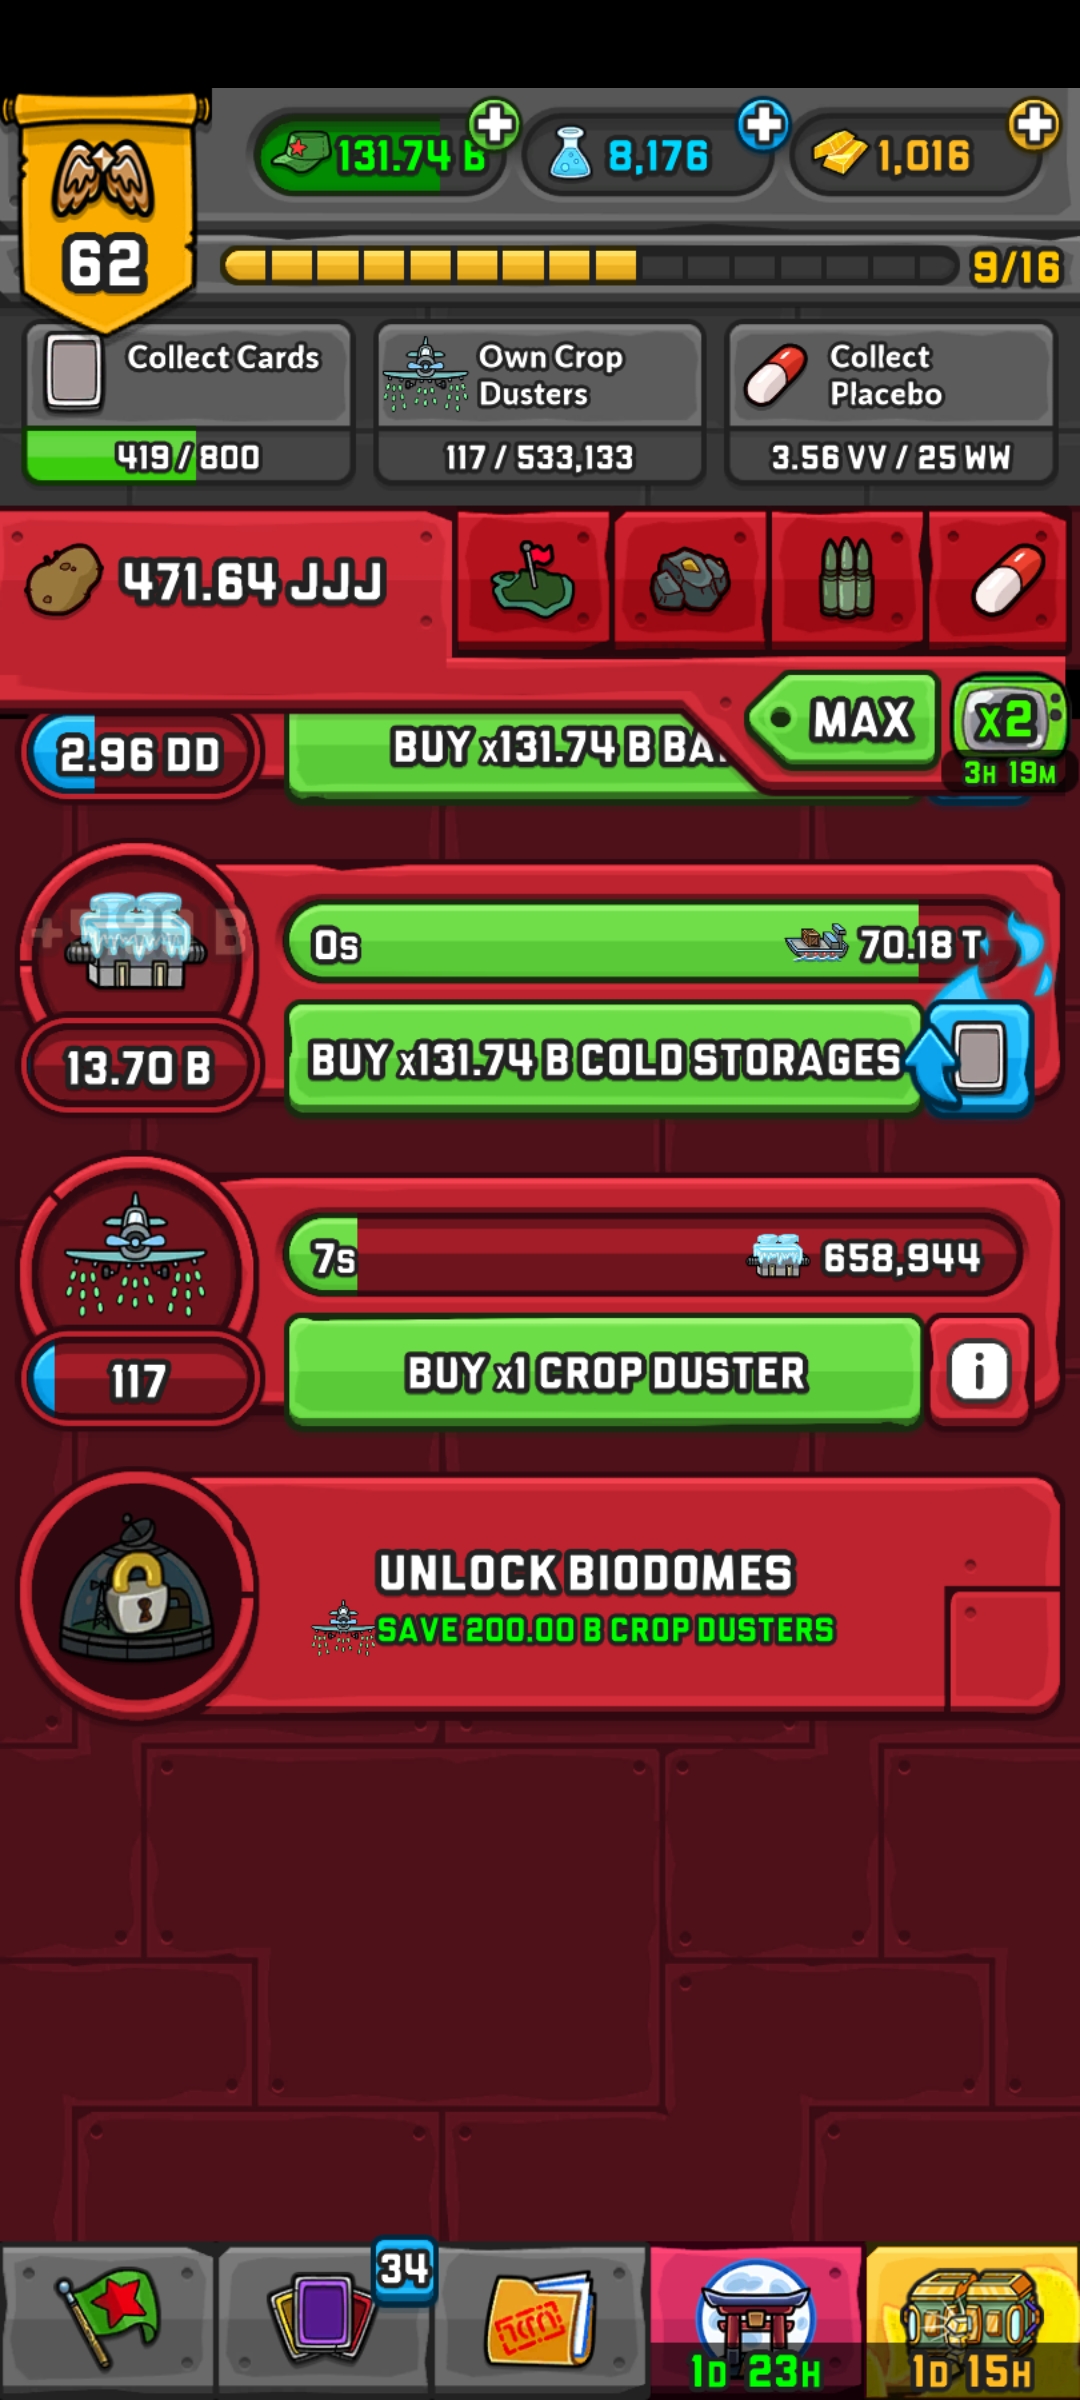 131.74 B
8,176
1,016
62
9/16
Collect Cards
419 / 800
Own Crop
Dusters
117 / 533,133
Collect
Placebo
3.56 VV / 25 WW
471.64 JJJ
MAX
x2
3H 19M
2.96 DD
BUY x131.74 B BA
0s
70.18 T
13.70 B
BUY x131.74 B COLD STORAGES
7s
658,944
117
BUY x1 CROP DUSTER
i
UNLOCK BIODOMES
SAVE 200.00 B CROP DUSTERS
34
1D 23H
1D 15H